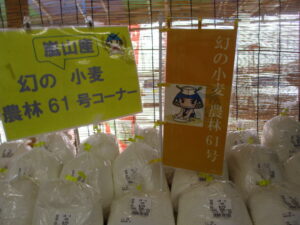 嵐山産
幻の 小麦
農林 61号コーナー
幻の小麦・農林61号